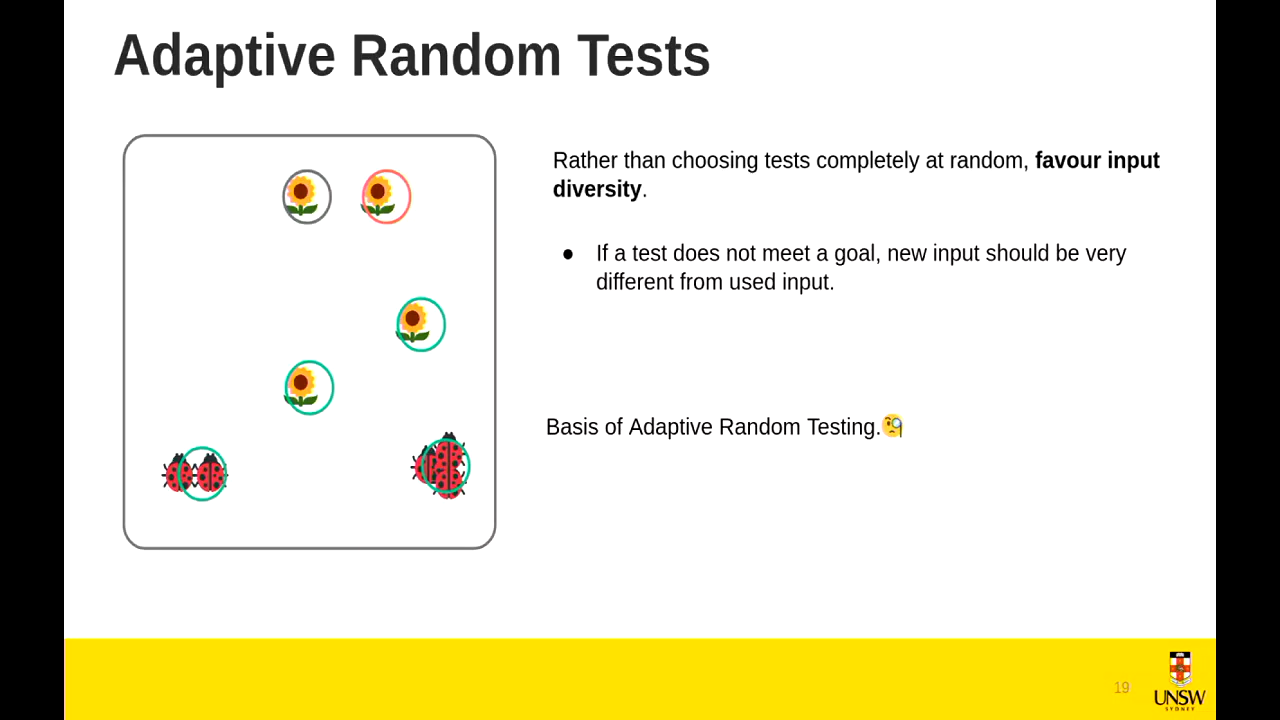 Adaptive Random Tests
Rather than choosing tests completely at random, favour input
diversity.
● If a test does not meet a goal, new input should be very
different from used input.
Basis of Adaptive Random Testing.🧐
19
UNSW
SYDNEY